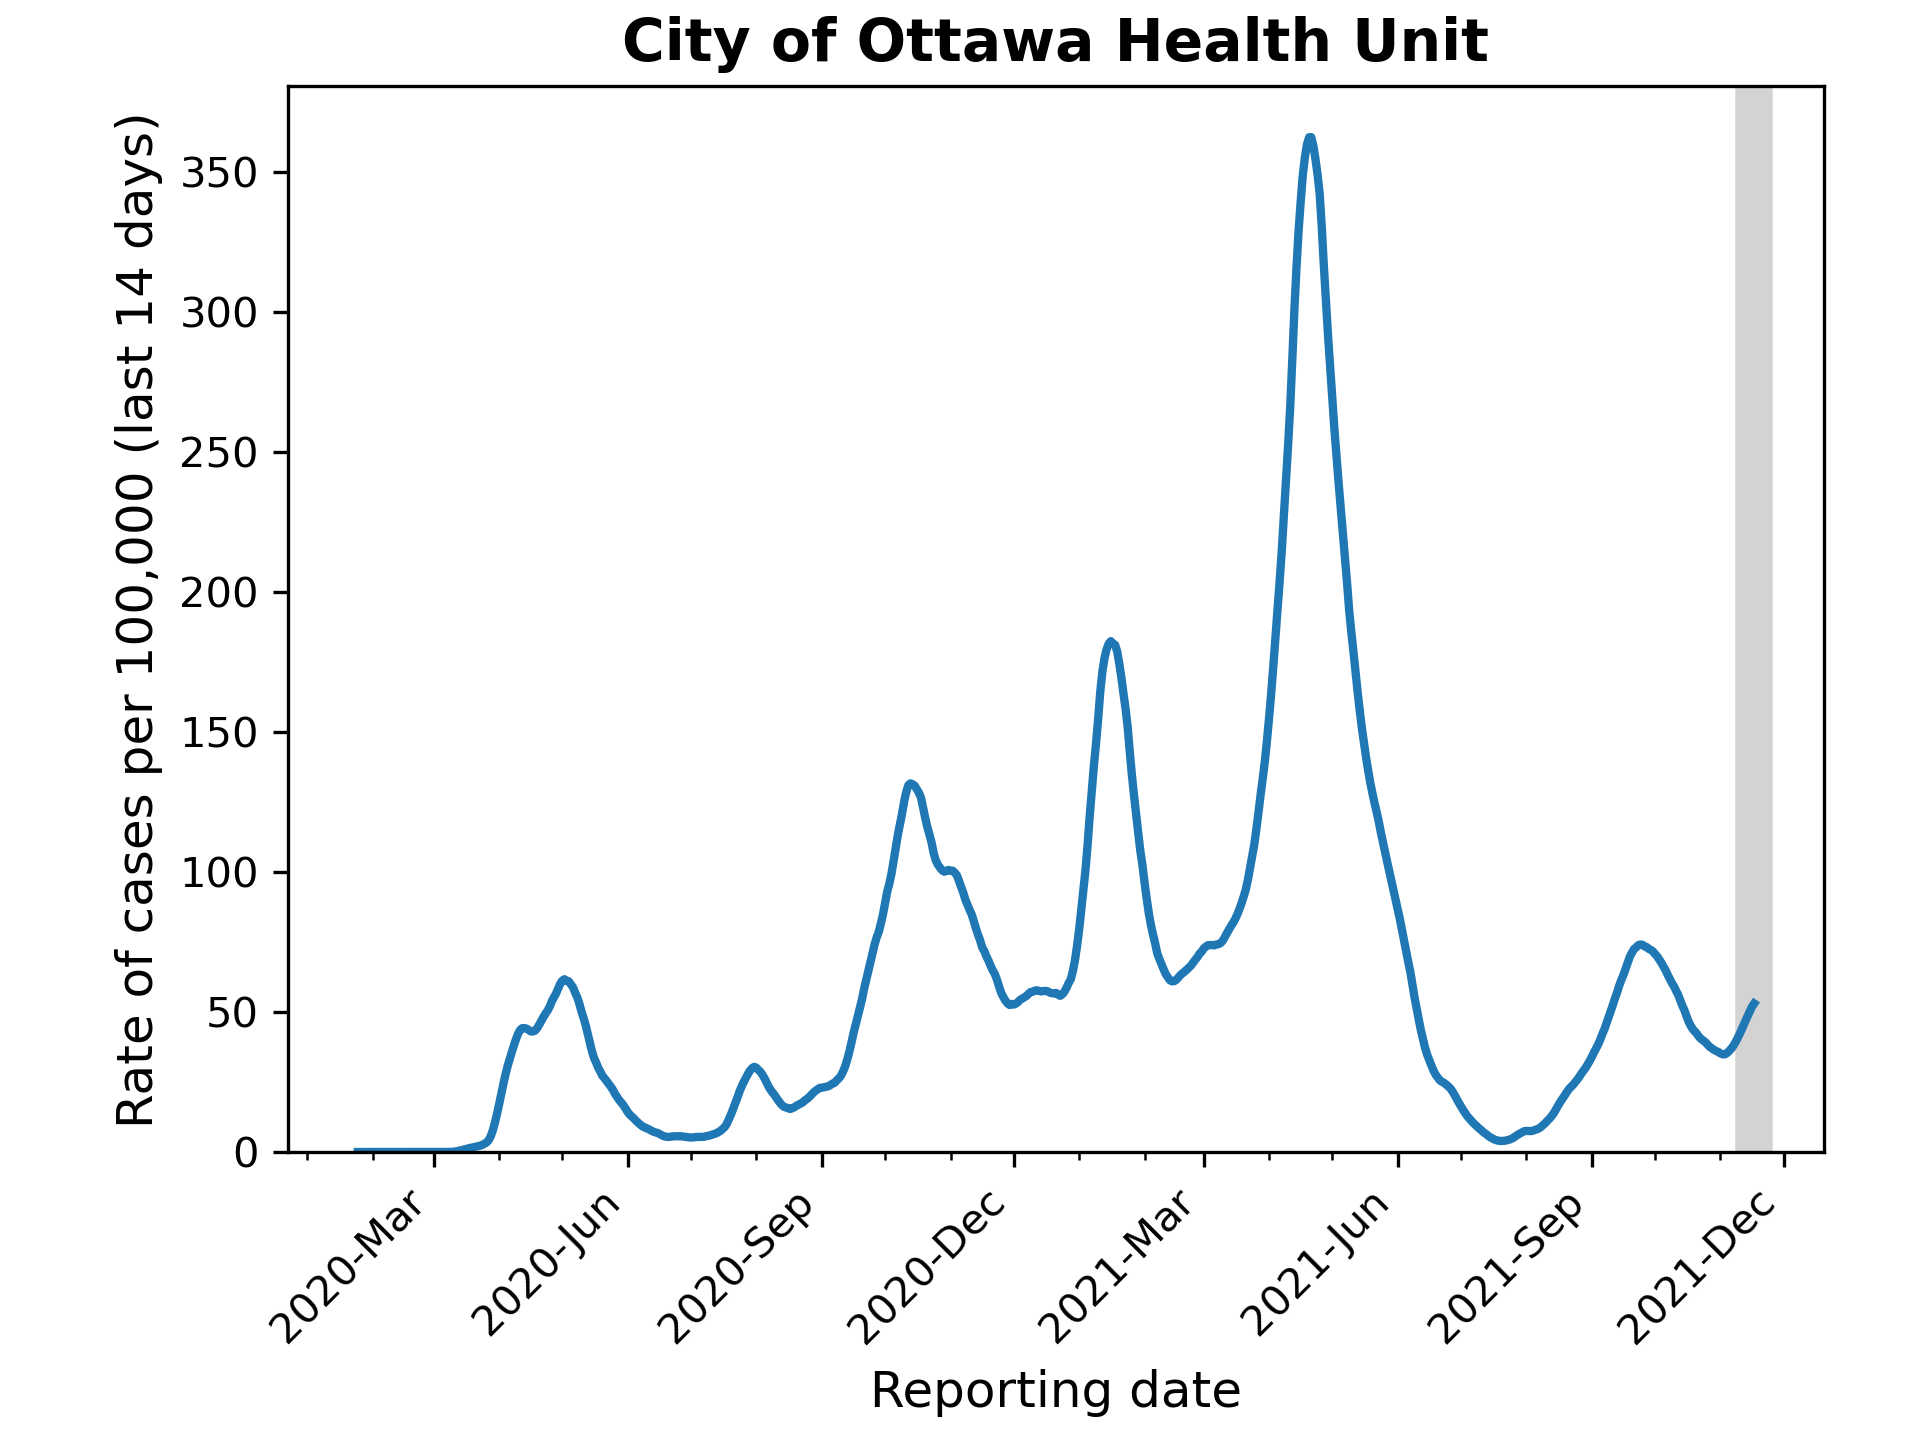 City of Ottawa Health Unit
Rate of cases per 100,000 (last 14 days)
350
300
250
200
150
100
50
0
2020-Mar
2020-Jun
2020-Sep
2020-Dec
2021-Mar
2021-Jun
2021-Sep
2021-Dec
Reporting date